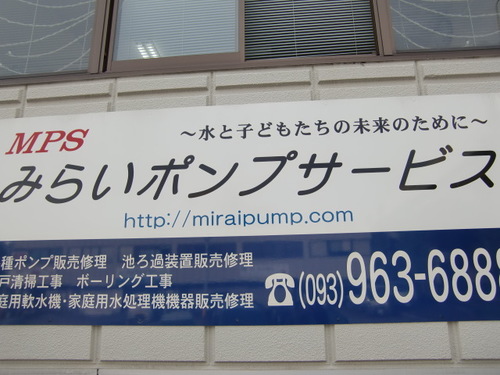 MPS
～水と子どもたちの未来のために～
みらいポンプサービス
http://miraipump.com
種ポンプ販売修理 池ろ過装置販売修理
戸清掃工事 ボーリング工事
庭用軟水機・家庭用水処理機機器販売修理
☎(093)963-6888